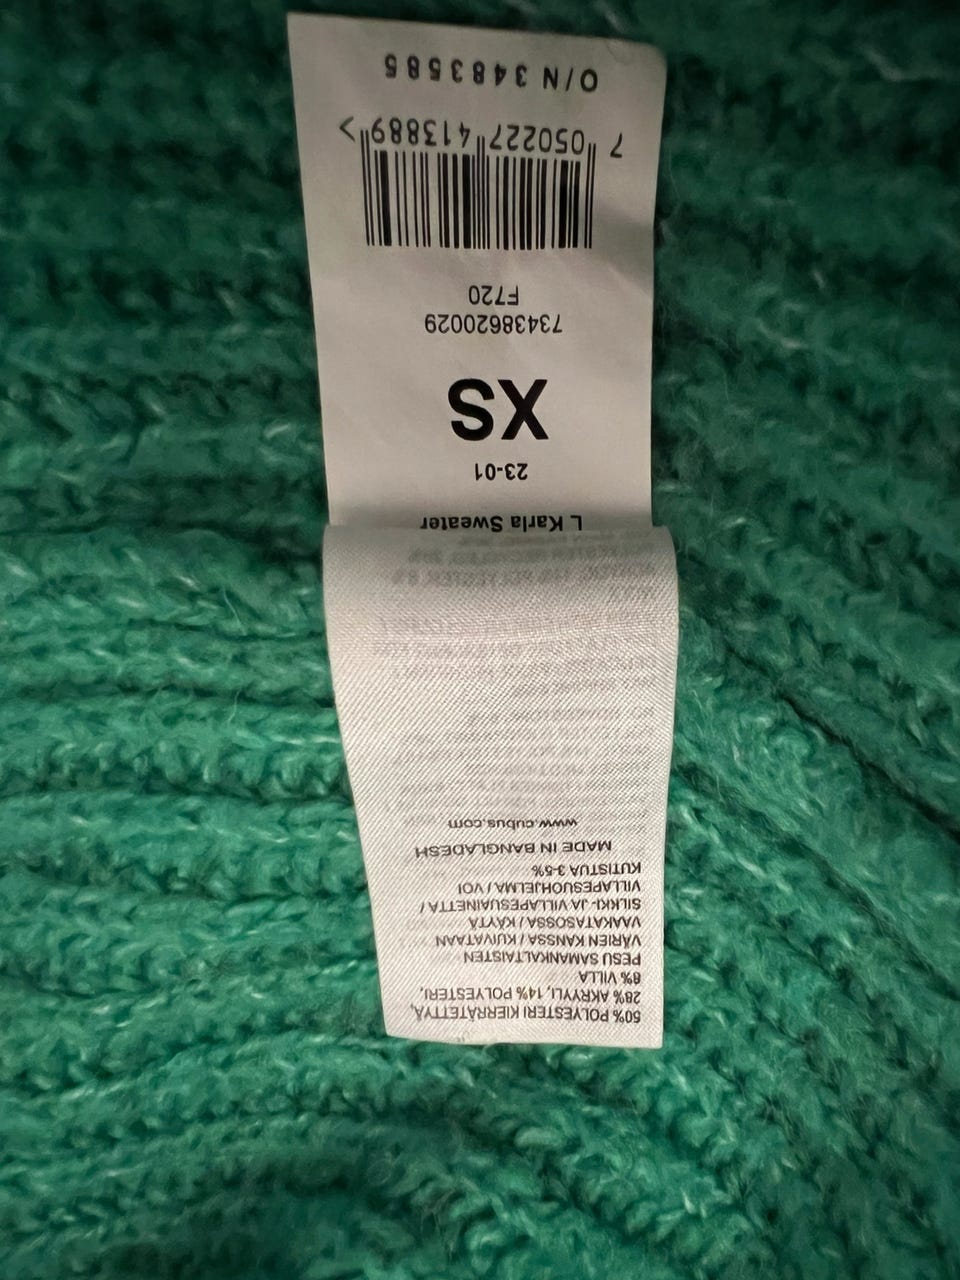 50% POLYESTERI KIERRÄTETTYÄ,
28% AKRYYLI, 14% POLYESTERI,
8% VILLA
PESU SAMANKALTAISTEN
VÄRIEN KANSSA / KUIVATAAN
VAAKATASOSSA / KÄYTÄ
SILKKI- JA VILLAPESUAINETTA /
VILLAPESUOHJELMA / VOI
KUTISTUA 3-5%
MADE IN BANGLADESH
www.cubus.com
L Karla Sweater
23-01
XS
73438620029
F720
7 050227 413889 >
O/N 3483585